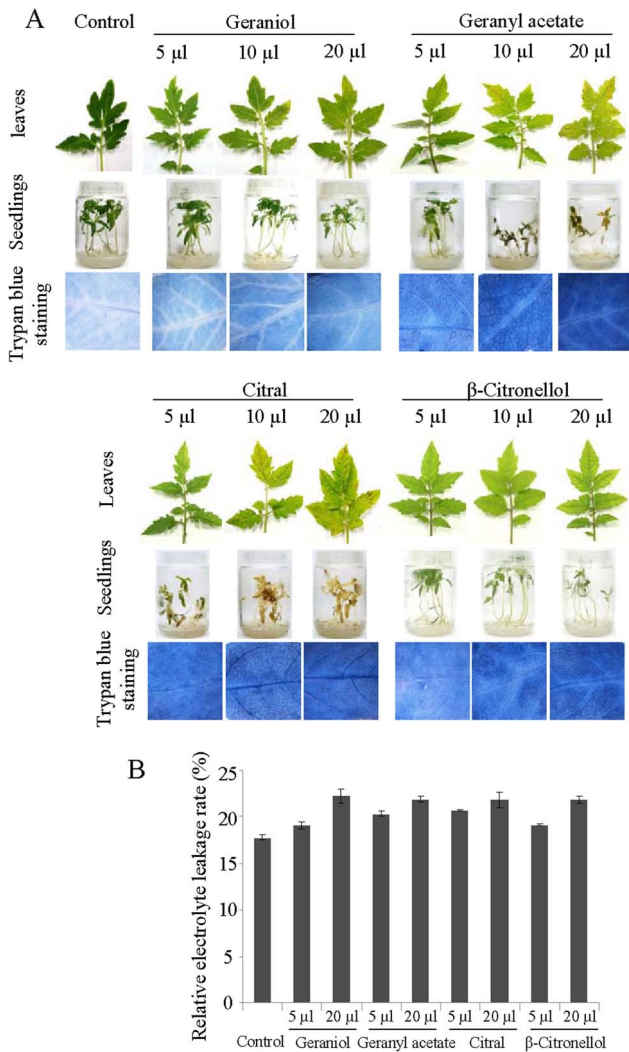 A
Control Geraniol Geranyl acetate
5 µl 10 µl 20 µl 5 µl 10 µl 20 µl
leaves
Seedlings
Trypan blue
staining
Citral β-Citronellol
5 µl 10 µl 20 µl 5 µl 10 µl 20 µl
Leaves
Seedlings
Trypan blue
staining
B
Relative electrolyte leakage rate (%)
25
20
15
10
5
0
Control 5 µl 20 µl 5 µl 20 µl 5 µl 20 µl 5 µl 20 µl
Geraniol Geranyl acetate Citral β-Citronellol